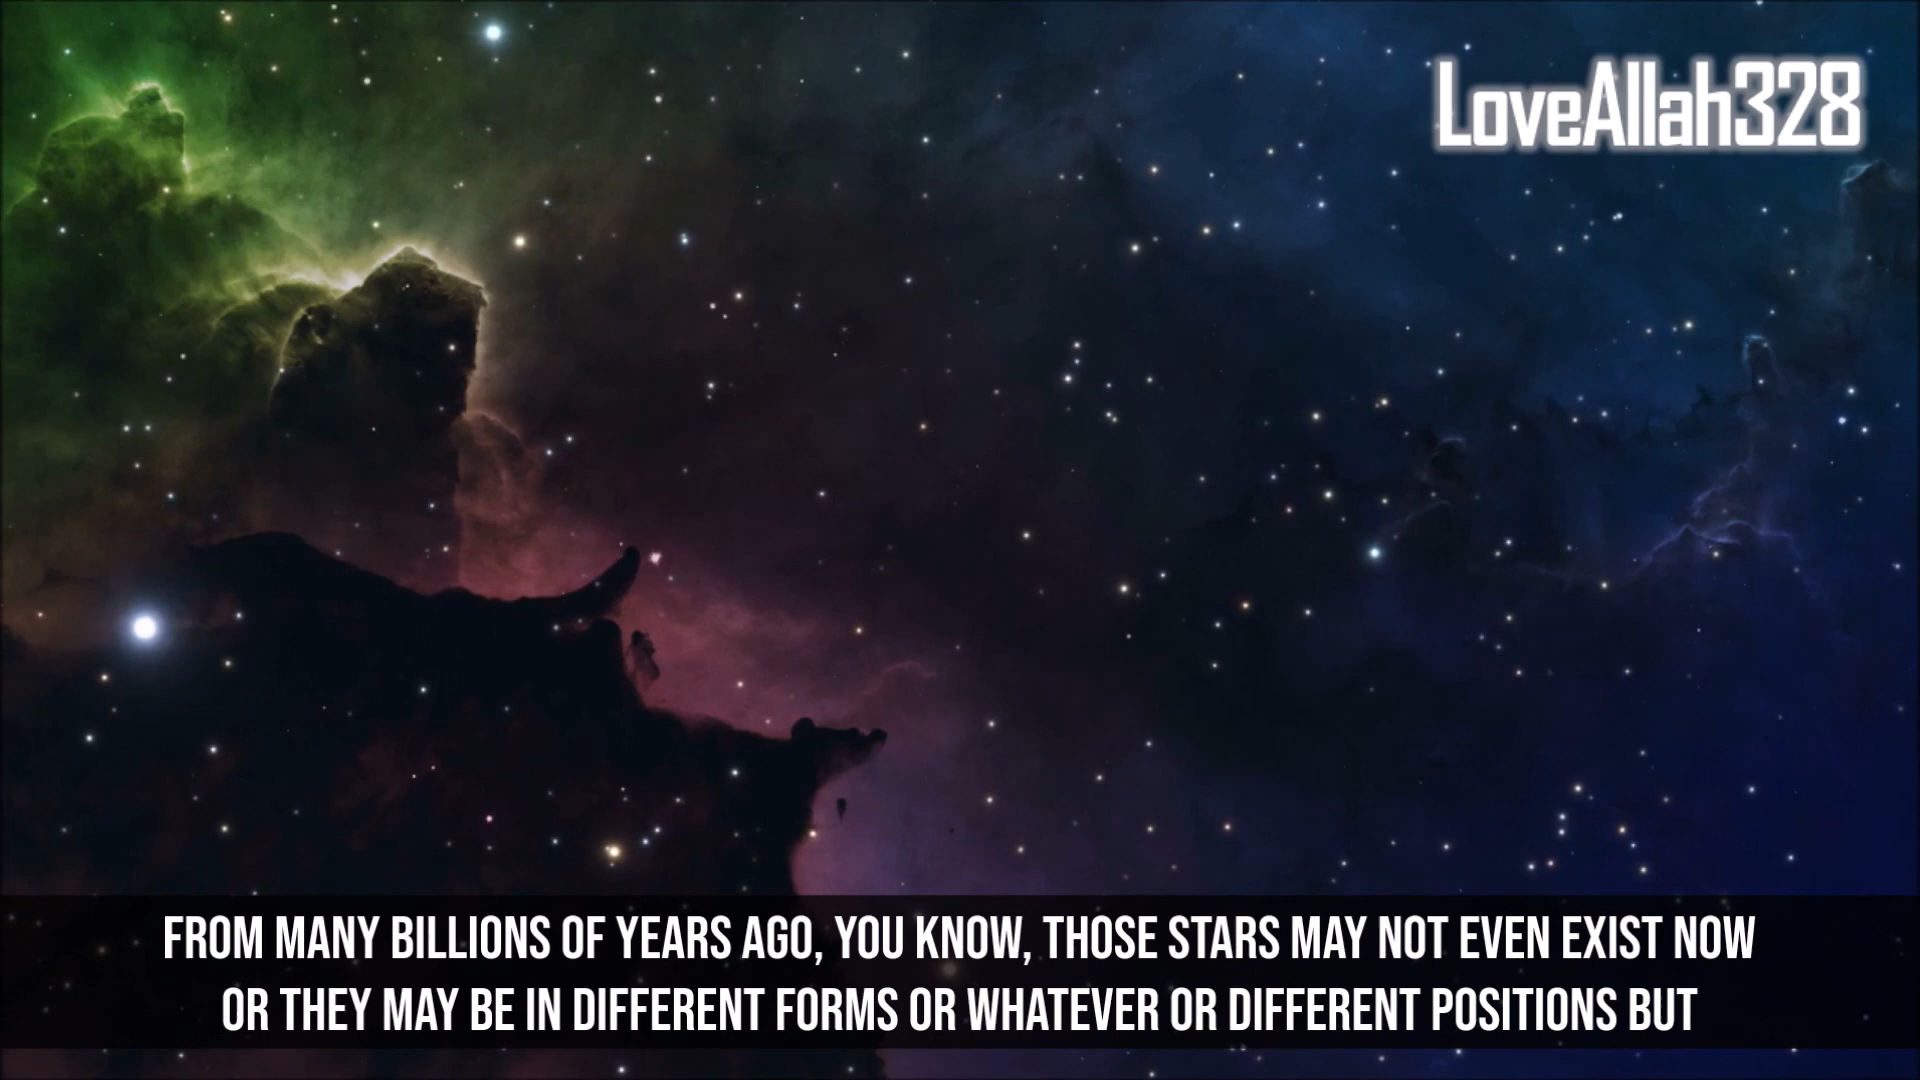 LoveAllah328
FROM MANY BILLIONS OF YEARS AGO, YOU KNOW, THOSE STARS MAY NOT EVEN EXIST NOW
OR THEY MAY BE IN DIFFERENT FORMS OR WHATEVER OR DIFFERENT POSITIONS BUT